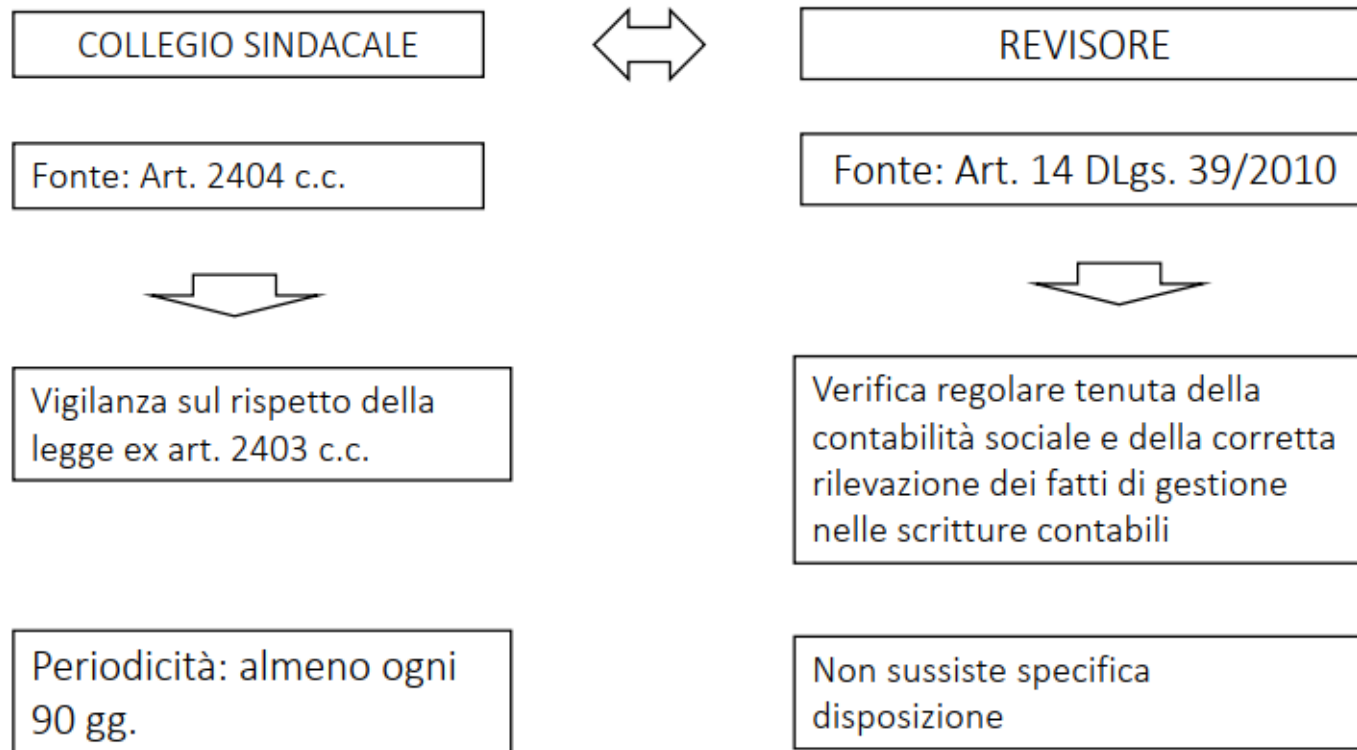 COLLEGIO SINDACALE
REVISORE
Fonte: Art. 2404 c.c.
Fonte: Art. 14 DLgs. 39/2010
Vigilanza sul rispetto della
legge ex art. 2403 c.c.
Verifica regolare tenuta della
contabilità sociale e della corretta
rilevazione dei fatti di gestione
nelle scritture contabili
Periodicità: almeno ogni
90 gg.
Non sussiste specifica
disposizione